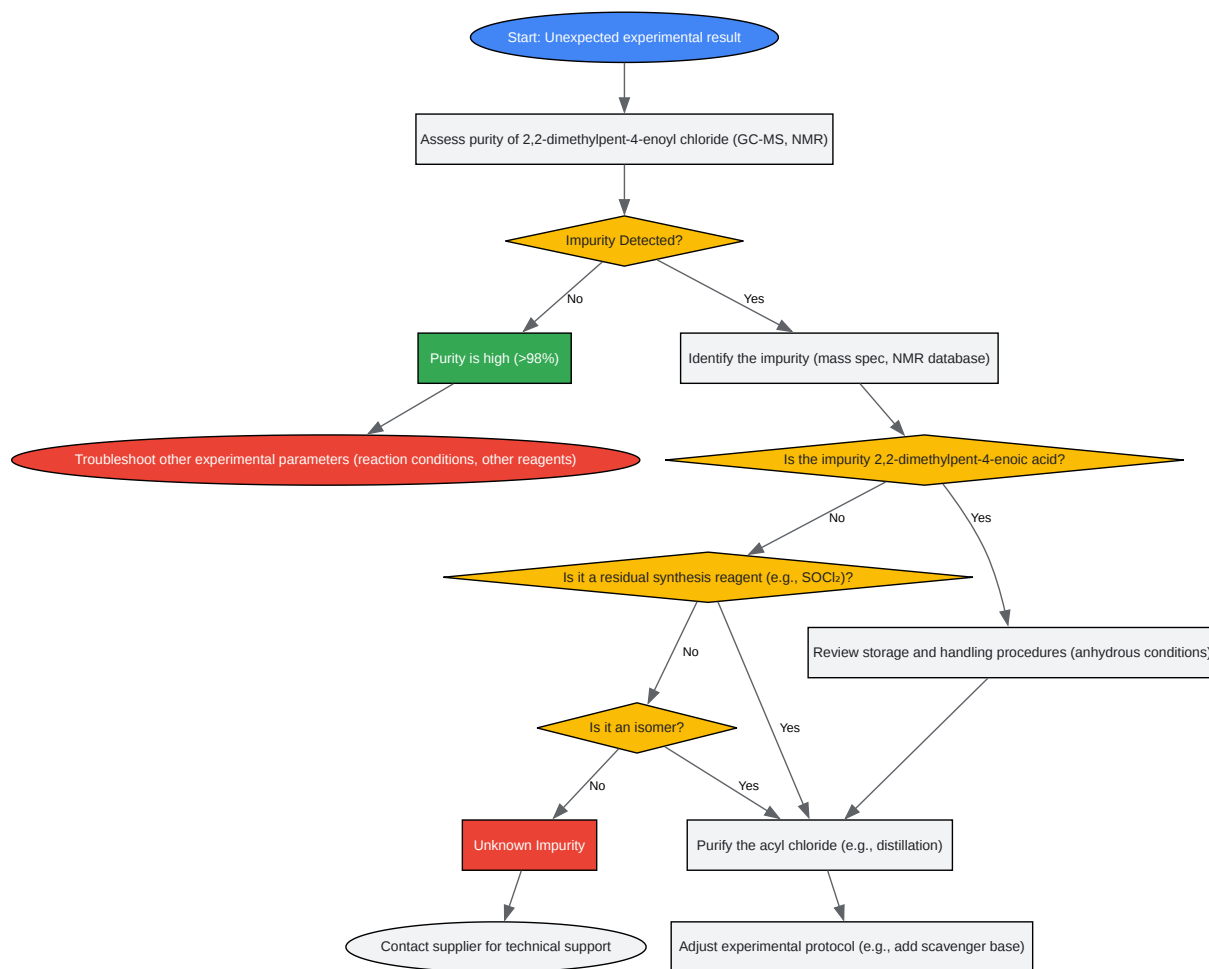 Start: Unexpected experimental result
Assess purity of 2,2-dimethylpent-4-enoyl chloride (GC-MS, NMR)
Impurity Detected?
No
Yes
Purity is high (>98%)
Identify the impurity (mass spec, NMR database)
Troubleshoot other experimental parameters (reaction conditions, other reagents)
Is the impurity 2,2-dimethylpent-4-enoic acid?
No
Yes
Is it a residual synthesis reagent (e.g., SOCl₂)?
Review storage and handling procedures (anhydrous conditions)
No
Yes
Is it an isomer?
No
Yes
Unknown Impurity
Purify the acyl chloride (e.g., distillation)
Contact supplier for technical support
Adjust experimental protocol (e.g., add scavenger base)